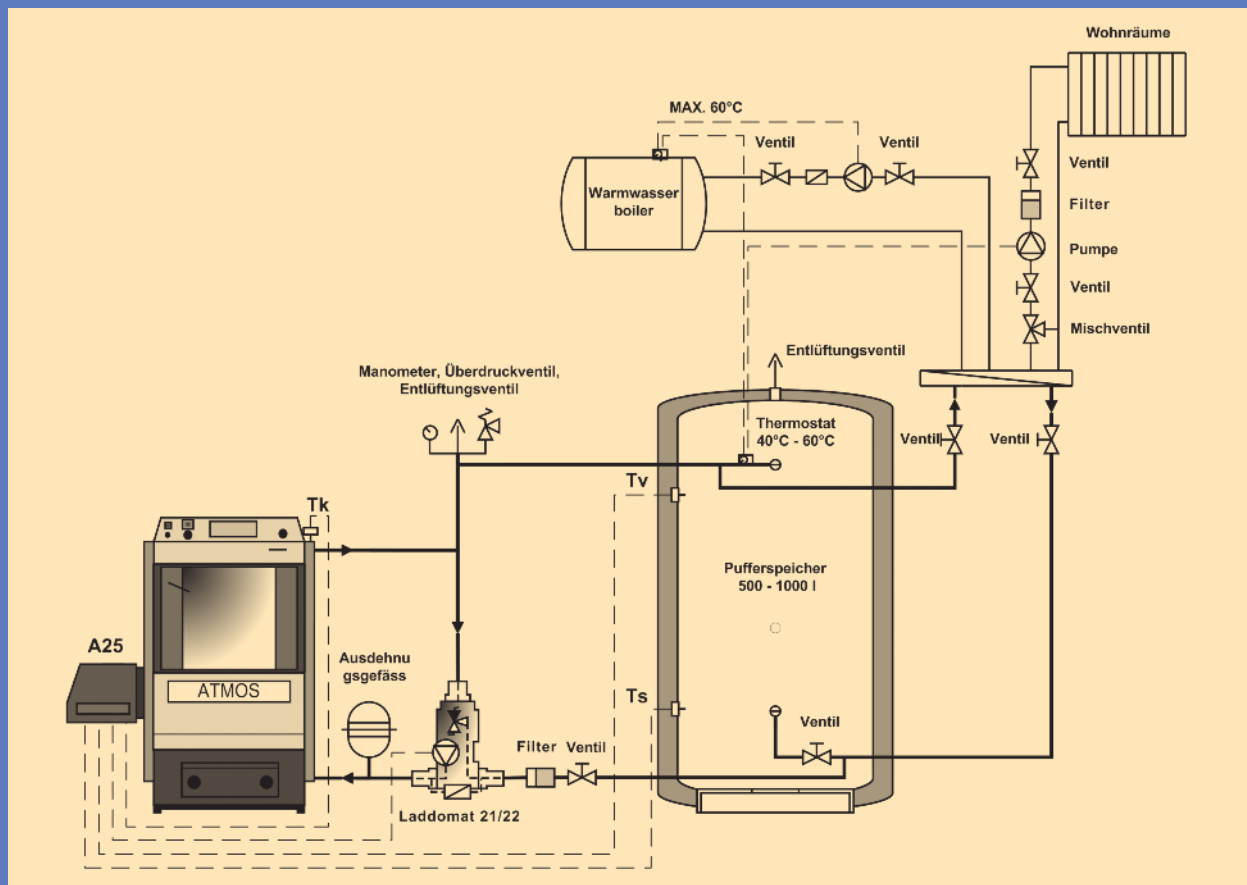 Wohnräume
MAX. 60°C
Ventil
Ventil
Ventil
Warmwasser
boiler
Filter
Pumpe
Ventil
Mischventil
Entlüftungsventil
Manometer, Überdruckventil,
Entlüftungsventil
Thermostat
40°C - 60°C
Ventil
Ventil
Tv
Tk
Pufferspeicher
500 - 1000 l
A25
Ausdehnu
gsgefäss
ATMOS
Ts
Ventil
Filter
Ventil
Laddomat 21/22